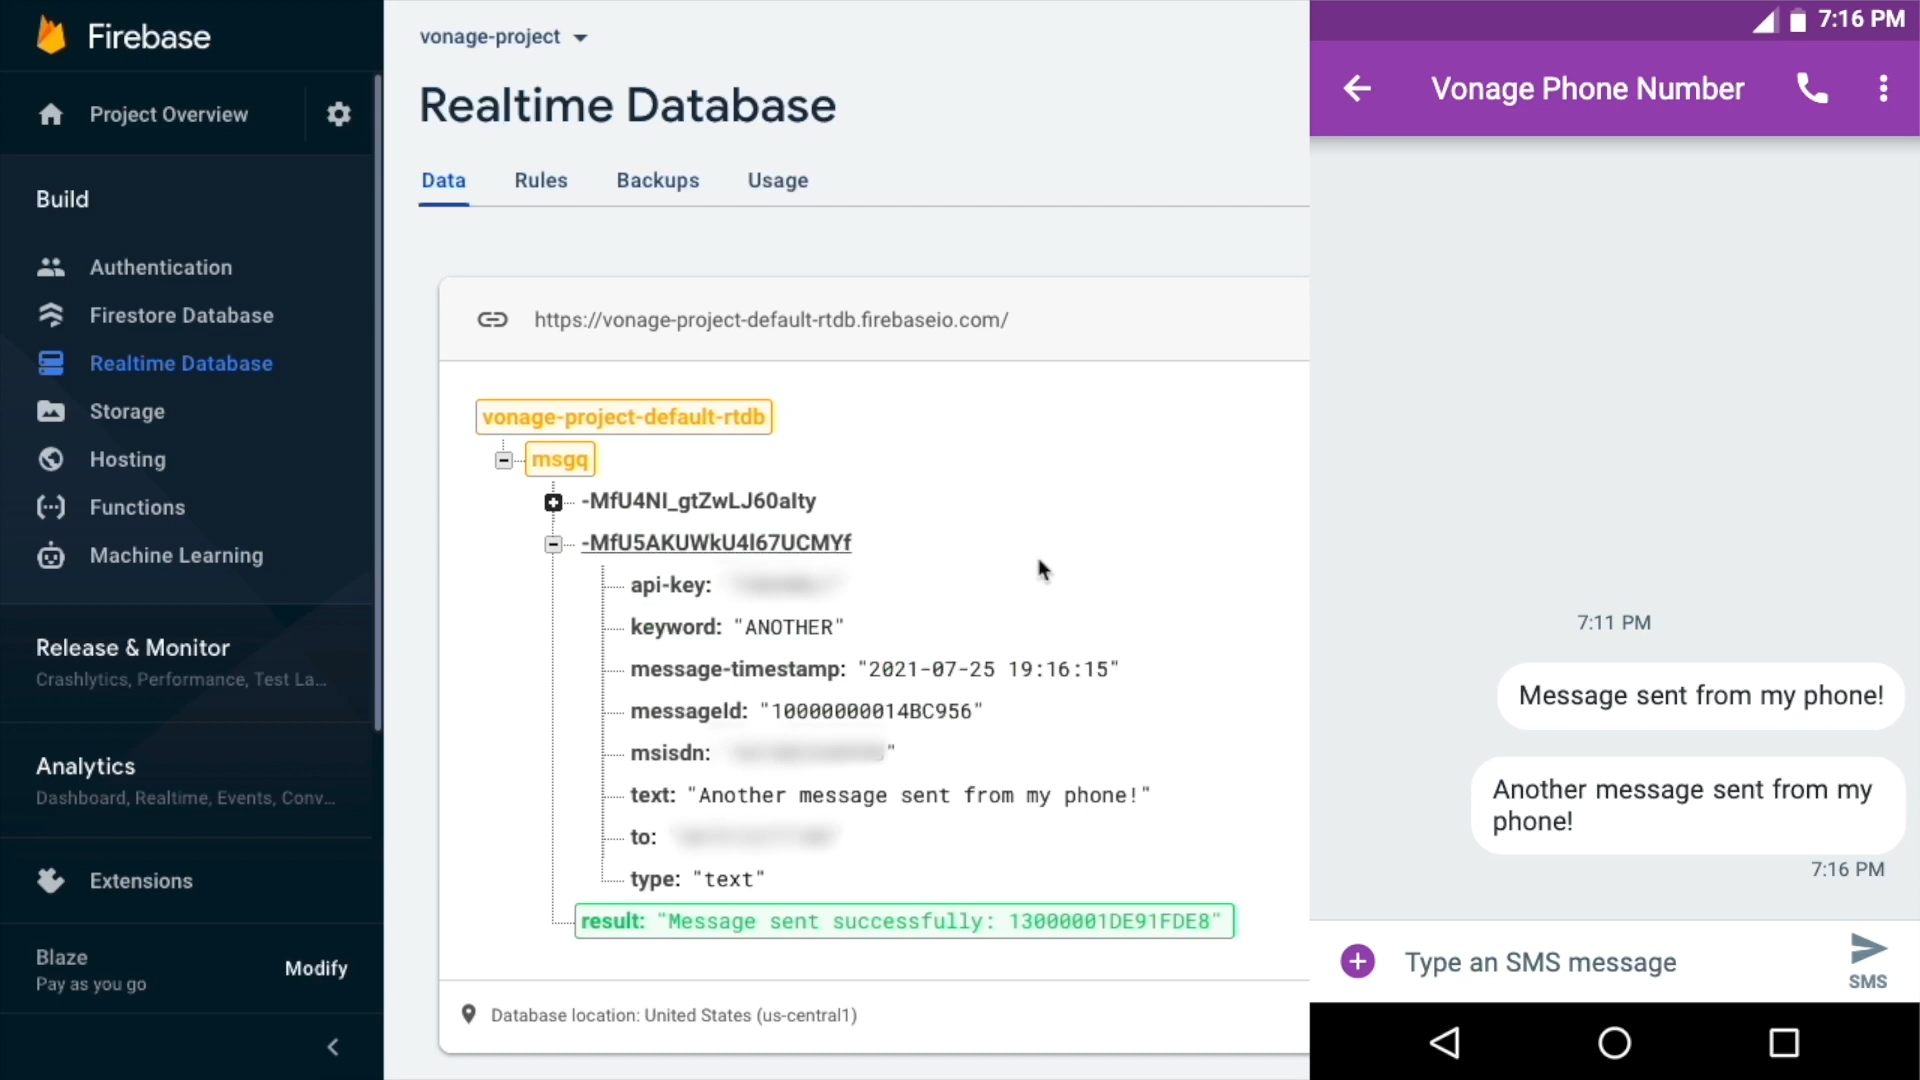 Firebase
Project Overview
Build
Authentication
Firestore Database
Realtime Database
Storage
Hosting
Functions
Machine Learning
Release & Monitor
Crashlytics, Performance, Test La...
Analytics
Dashboard, Realtime, Events, Conv...
Extensions
Blaze
Pay as you go
Modify
vonage-project
Realtime Database
Data Rules Backups Usage
https://vonage-project-default-rtdb.firebaseio.com/
vonage-project-default-rtdb
msgq
-MfU4NI_gtZwLJ60aIty
-MfU5AKUWkU4l67UCMYf
api-key:
keyword: "ANOTHER"
message-timestamp: "2021-07-25 19:16:15"
messageId: "10000000014BC956"
msisdn: "
text: "Another message sent from my phone!"
to:
type: "text"
result: "Message sent successfully: 13000001DE91FDE8"
Database location: United States (us-central1)
7:16 PM
Vonage Phone Number
7:11 PM
Message sent from my phone!
Another message sent from my
phone!
7:16 PM
Type an SMS message
SMS